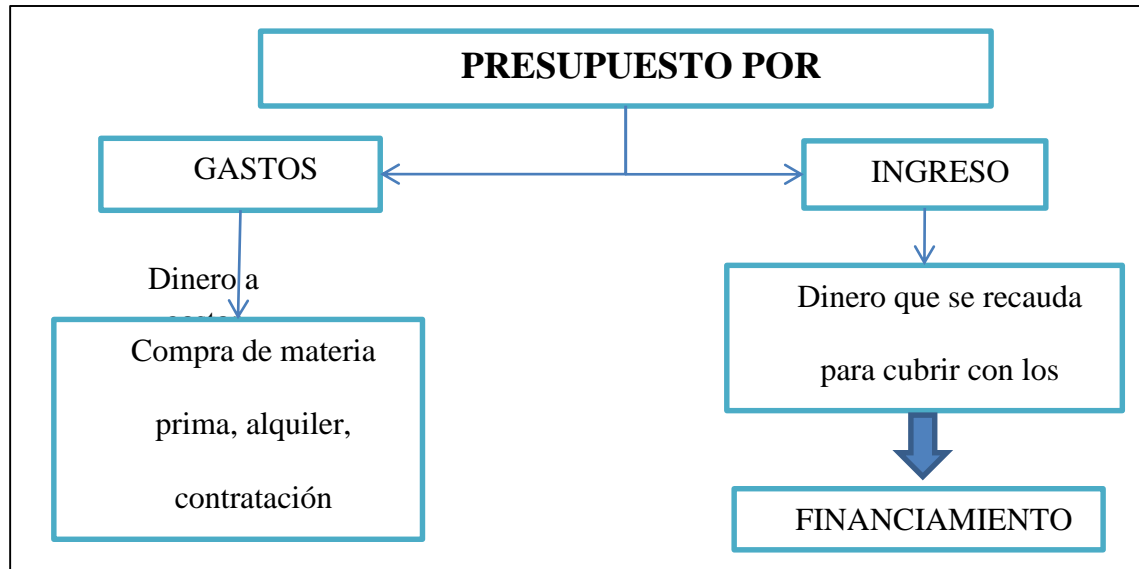 PRESUPUESTO POR
GASTOS
INGRESO
Dinero a
Compra de materia
prima, alquiler,
contratación
Dinero que se recauda
para cubrir con los
FINANCIAMIENTO